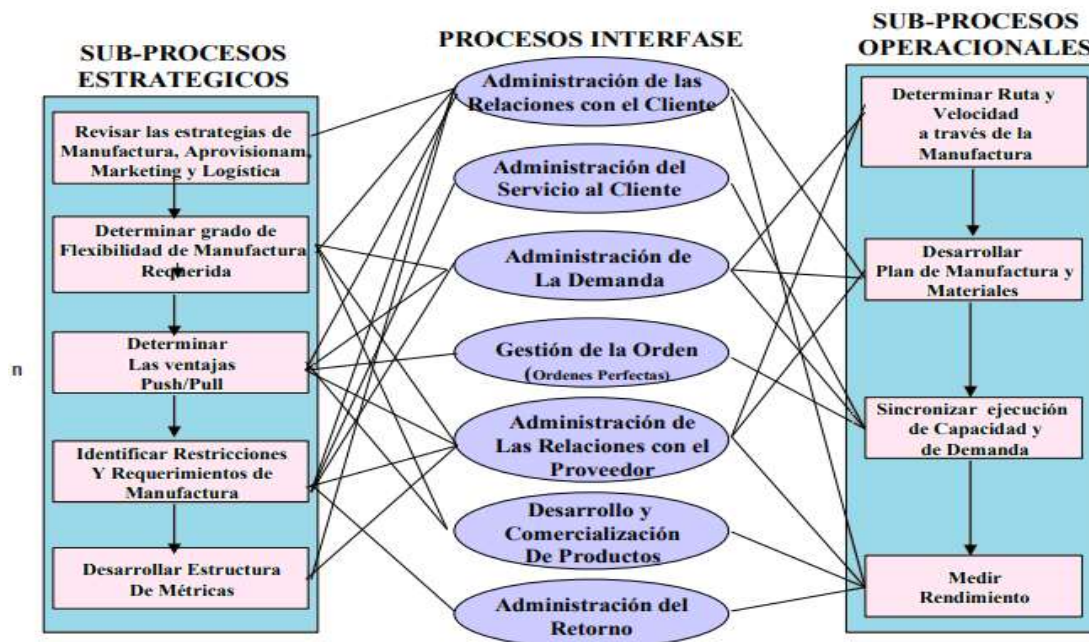 SUB-PROCESOS
ESTRATEGICOS
Revisar las estrategias de
Manufactura, Aprovisionam,
Marketing y Logística
Determinar grado de
Flexibilidad de Manufactura
Requerida
Determinar
Las ventajas
Push/Pull
Identificar Restricciones
Y Requerimientos de
Manufactura
Desarrollar Estructura
De Métricas
n
PROCESOS INTERFASE
Administración de las
Relaciones con el Cliente
Administración del
Servicio al Cliente
Administración de
La Demanda
Gestión de la Orden
(Ordenes Perfectas)
Administración de
Las Relaciones con el
Proveedor
Desarrollo y
Comercialización
De Productos
Administración del
Retorno
SUB-PROCESOS
OPERACIONALES
Determinar Ruta y
Velocidad
a través de la
Manufactura
Desarrollar
Plan de Manufactura y
Materiales
Sincronizar ejecución
de Capacidad y
de Demanda
Medir
Rendimiento